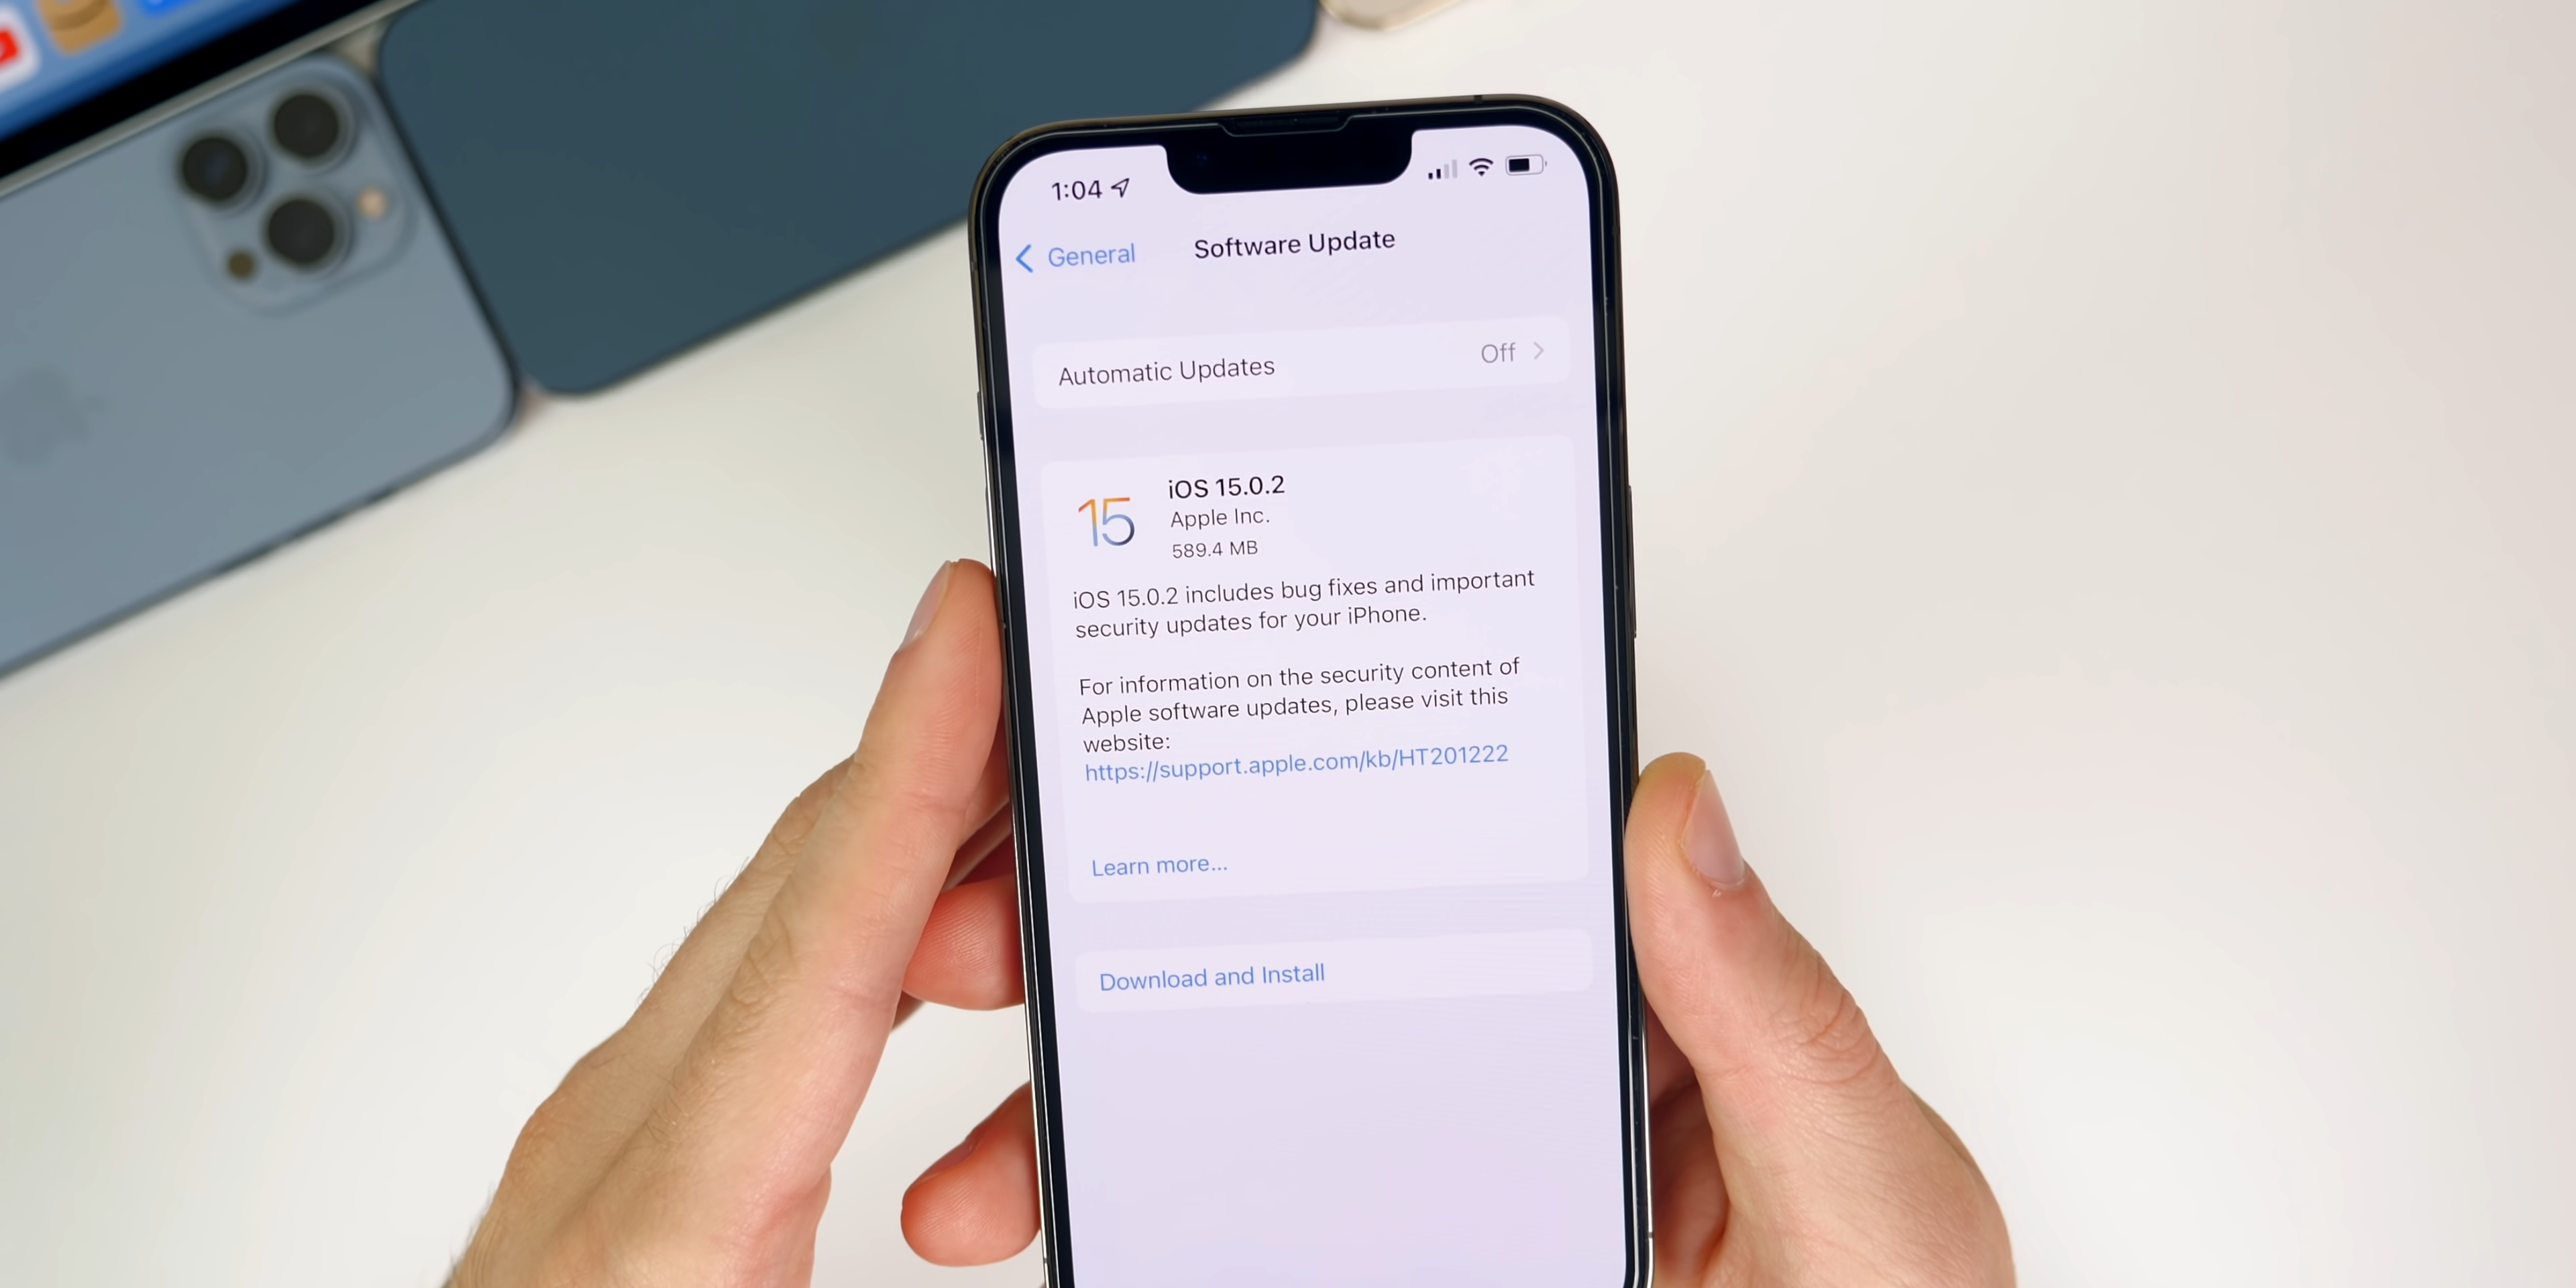 1:04
General
Software Update
Automatic Updates
Off
15
iOS 15.0.2
Apple Inc.
589.4 MB
iOS 15.0.2 includes bug fixes and important
security updates for your iPhone.
For information on the security content of
Apple software updates, please visit this
website:
https://support.apple.com/kb/HT201222
Learn more...
Download and Install